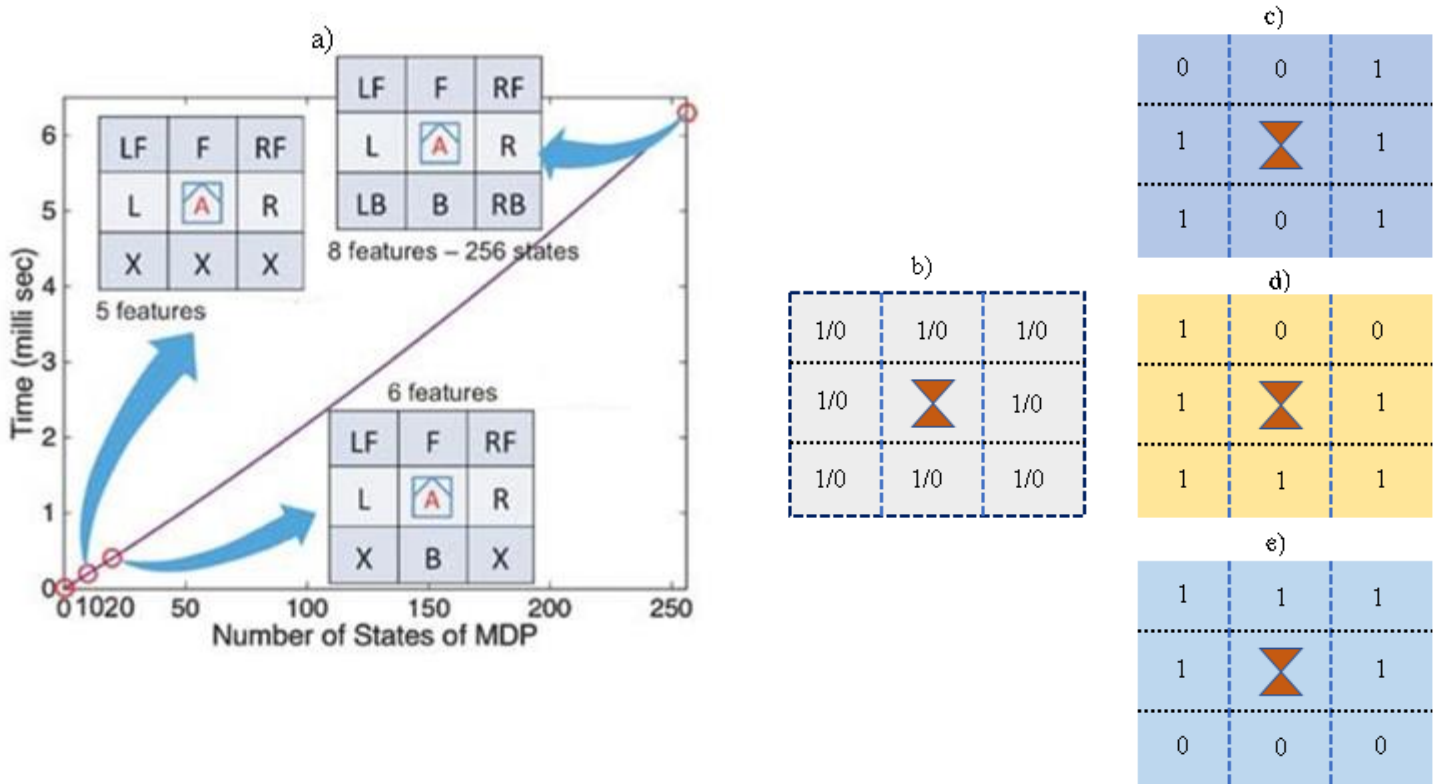 a)
LF F RF
L A R
LB B RB
8 features – 256 states
LF F RF
L A R
X X X
5 features
6 features
LF F RF
L A R
X B X
Time (milli sec)
6
5
4
3
2
1
0
0 10 20 50 100 150 200 250
Number of States of MDP
b)
1/0 1/0 1/0
1/0 1/0
1/0 1/0 1/0
c)
0 0 1
1 1
1 0 1
d)
1 0 0
1 1
1 1 1
e)
1 1 1
1 1
0 0 0